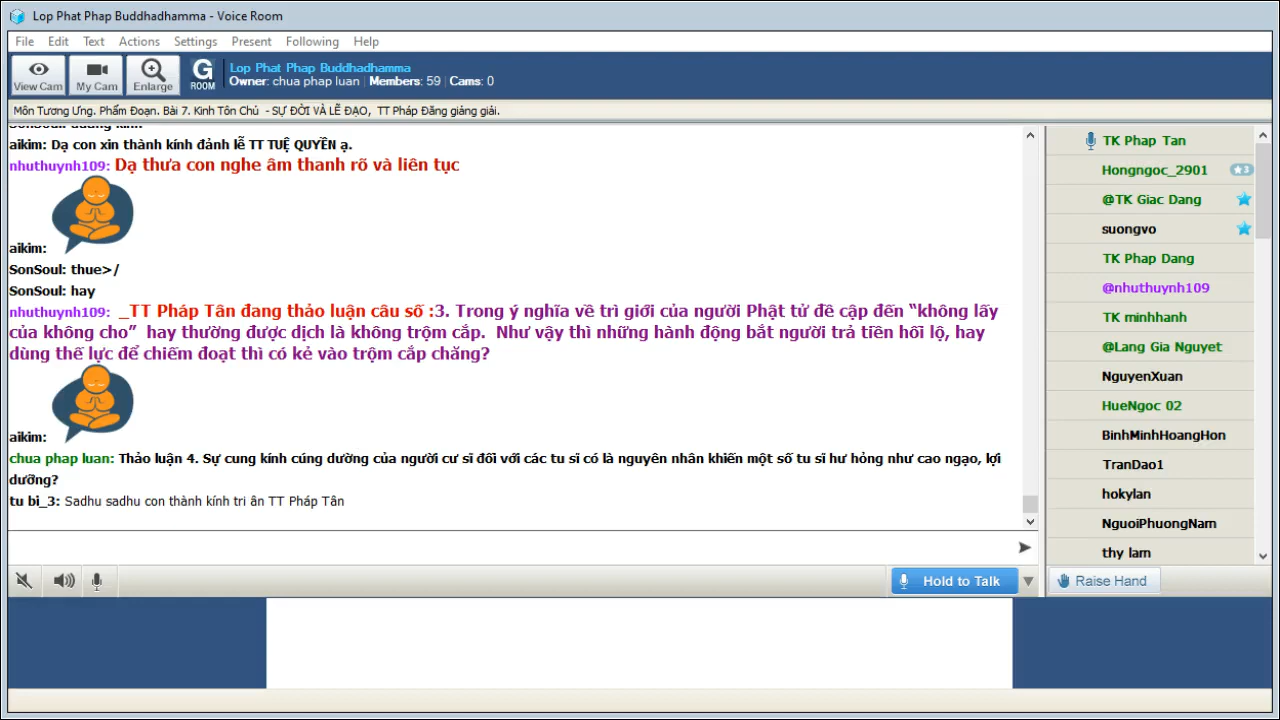 Lop Phat Phap Buddhadhamma - Voice Room
File Edit Text Actions Settings Present Following Help
View Cam My Cam Enlarge G ROOM
Lop Phat Phap Buddhadhamma
Owner: chua phap luan Members: 59 Cams: 0
Môn Tương Ưng. Phẩm Đoạn. Bài 7. Kinh Tôn Chủ - SỰ ĐỜI VÀ LẼ ĐẠO, TT Pháp Đăng giảng giải.
aikim: Dạ con xin thành kính đảnh lễ TT TUỆ QUYỀN ạ.
nhuthuynh109: Dạ thưa con nghe âm thanh rõ và liên tục
aikim:
SonSoul: thue>/
SonSoul: hay
nhuthuynh109: _TT Pháp Tân đang thảo luận câu số :3. Trong ý nghĩa về trì giới của người Phật tử đề cập đến “không lấy
của không cho” hay thường được dịch là không trộm cắp. Như vậy thì những hành động bắt người trả tiền hối lộ, hay
dùng thế lực để chiếm đoạt thì có kẻ vào trộm cắp chăng?
aikim:
chua phap luan: Thảo luận 4. Sự cung kính cúng dường của người cư sĩ đối với các tu sĩ có là nguyên nhân khiến một số tu sĩ hư hỏng như cao ngạo, lợi
dưỡng?
tu bi_3: Sadhu sadhu con thành kính tri ân TT Pháp Tân
TK Phap Tan
Hongngoc_2901 3
@TK Giac Dang
suongvo
TK Phap Dang
@nhuthuynh109
TK minhhanh
@Lang Gia Nguyet
NguyenXuan
HueNgoc 02
BinhMinhHoangHon
TranDao1
hokylan
NguoiPhuongNam
thy lam
Hold to Talk
Raise Hand